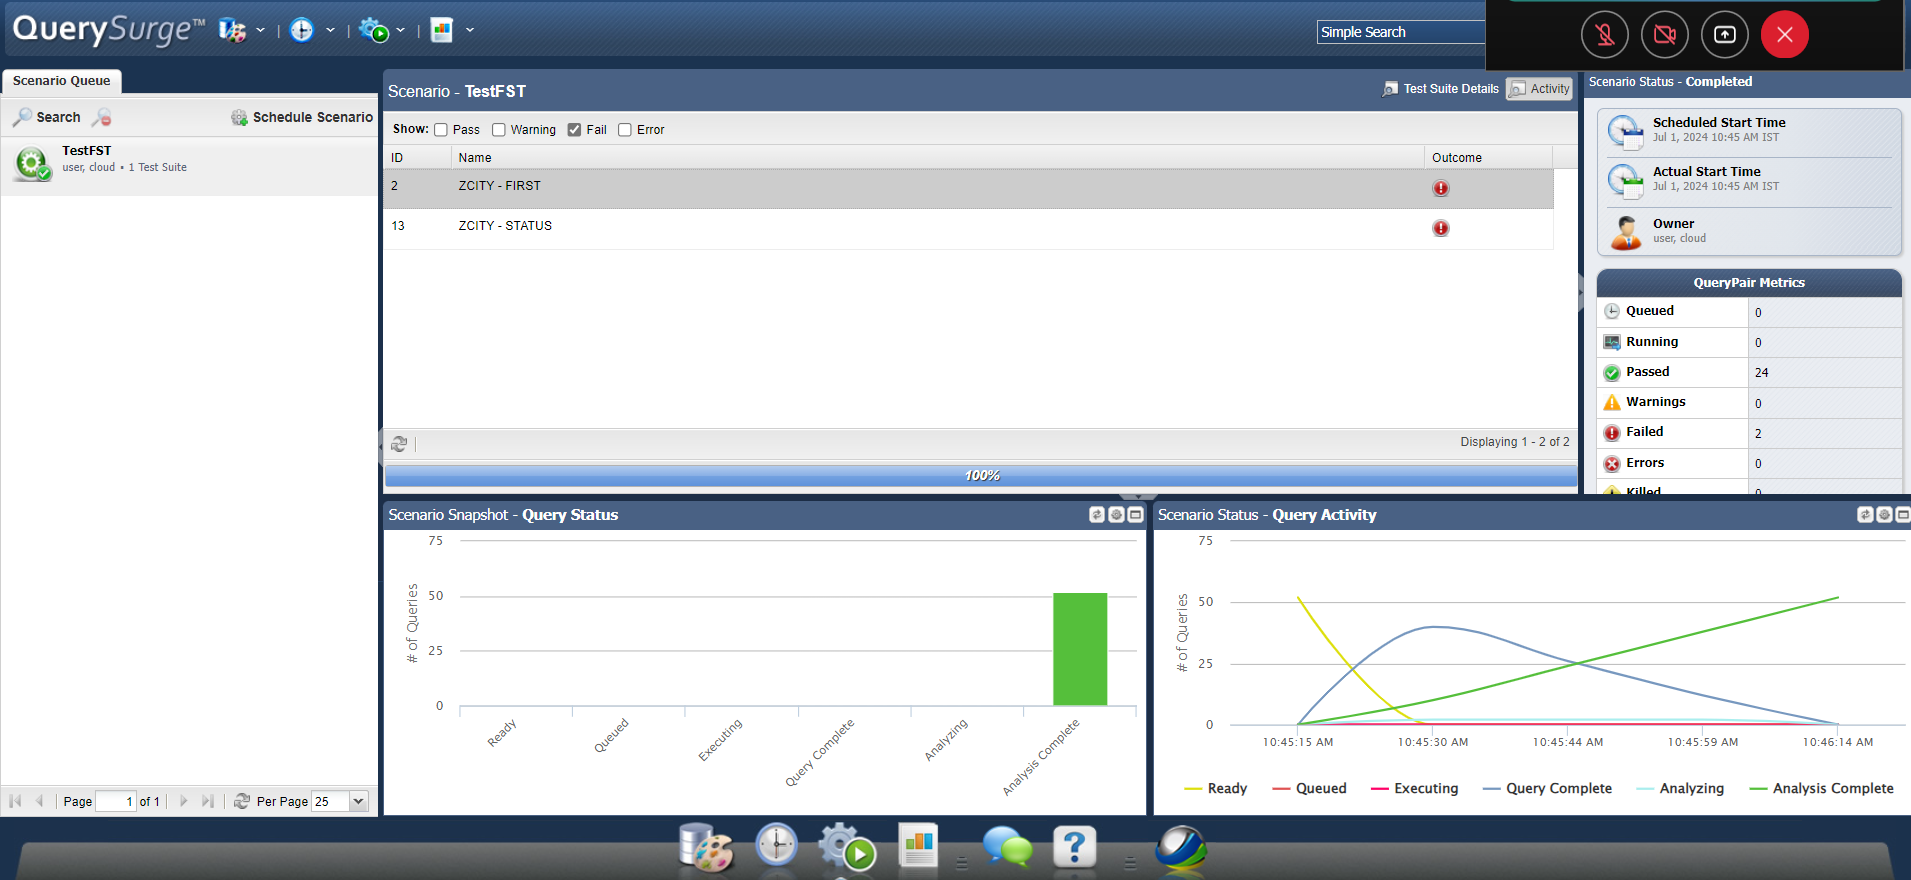 QuerySurge™
Simple Search
Scenario Queue
Search
Schedule Scenario
TestFST
user, cloud • 1 Test Suite
Page 1 of 1
Per Page 25
Scenario - TestFST
Test Suite Details
Activity
Show: Pass Warning Fail Error
ID Name Outcome
2 ZCITY - FIRST
13 ZCITY - STATUS
Displaying 1 - 2 of 2
100%
Scenario Status - Completed
Scheduled Start Time
Jul 1, 2024 10:45 AM IST
Actual Start Time
Jul 1, 2024 10:45 AM IST
Owner
user, cloud
QueryPair Metrics
Queued 0
Running 0
Passed 24
Warnings 0
Failed 2
Errors 0
Killed 0
Scenario Snapshot - Query Status
# of Queries
75
50
25
0
Ready
Queued
Executing
Query Complete
Analyzing
Analysis Complete
Scenario Status - Query Activity
# of Queries
75
50
25
0
10:45:15 AM 10:45:30 AM 10:45:44 AM 10:45:59 AM 10:46:14 AM
Ready Queued Executing Query Complete Analyzing Analysis Complete
?